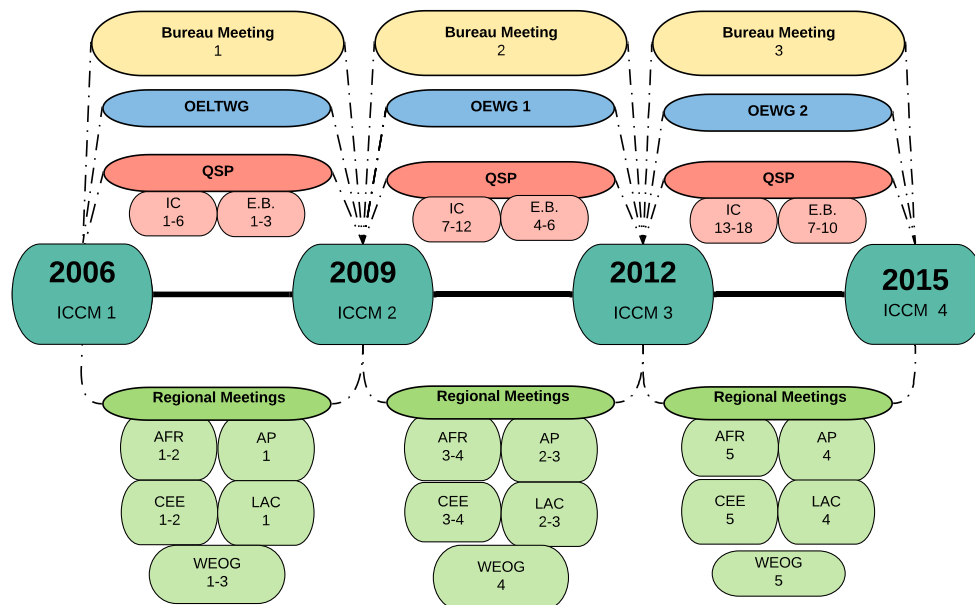 Bureau Meeting
1
Bureau Meeting
2
Bureau Meeting
3
OELTWG
OEWG 1
OEWG 2
QSP
QSP
QSP
IC
1-6
E.B.
1-3
IC
7-12
E.B.
4-6
IC
13-18
E.B.
7-10
2006
ICCM 1
2009
ICCM 2
2012
ICCM 3
2015
ICCM 4
Regional Meetings
Regional Meetings
Regional Meetings
AFR
1-2
AP
1
AFR
3-4
AP
2-3
AFR
5
AP
4
CEE
1-2
LAC
1
CEE
3-4
LAC
2-3
CEE
5
LAC
4
WEOG
1-3
WEOG
4
WEOG
5